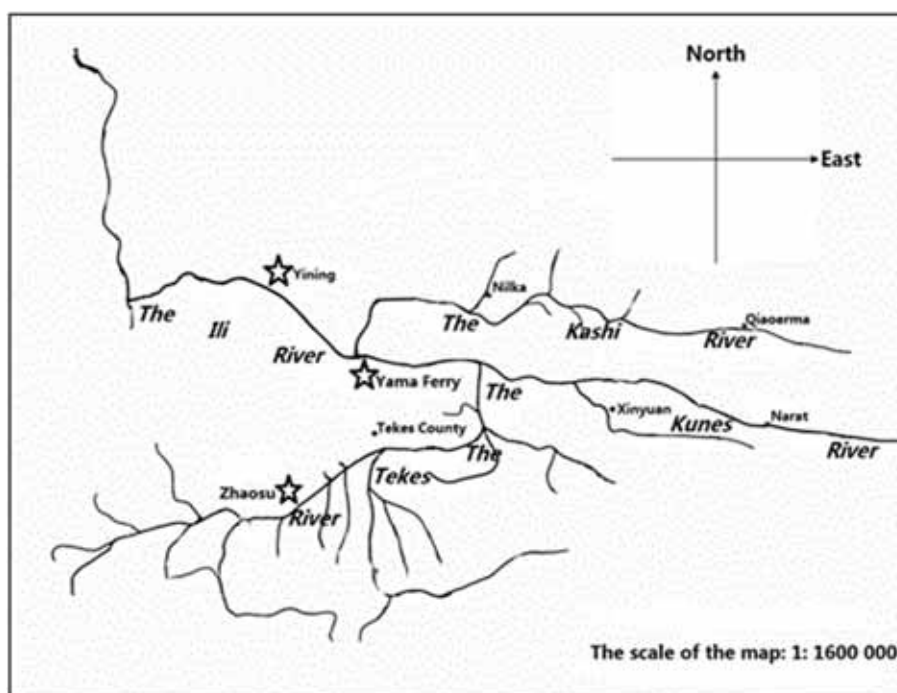 North
East
Yining
Nilka
The
Ili
River
The
Kashi
River
Qiaoerma
Yama Ferry
The
Kunes
River
Xinyuan
Narat
Tekes County
The
Tekes
River
Zhaosu
The scale of the map: 1: 1600 000